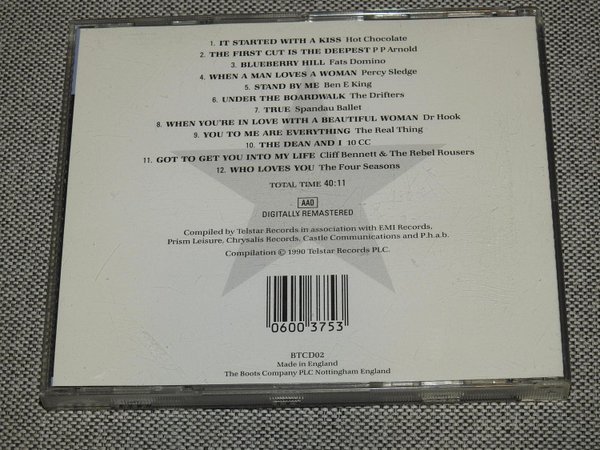 1. IT STARTED WITH A KISS Hot Chocolate
2. THE FIRST CUT IS THE DEEPEST P P Arnold
3. BLUEBERRY HILL Fats Domino
4. WHEN A MAN LOVES A WOMAN Percy Sledge
5. STAND BY ME Ben E King
6. UNDER THE BOARDWALK The Drifters
7. TRUE Spandau Ballet
8. WHEN YOU'RE IN LOVE WITH A BEAUTIFUL WOMAN Dr Hook
9. YOU TO ME ARE EVERYTHING The Real Thing
10. THE DEAN AND I 10 CC
11. GOT TO GET YOU INTO MY LIFE Cliff Bennett & The Rebel Rousers
12. WHO LOVES YOU The Four Seasons
TOTAL TIME 40:11
AAD
DIGITALLY REMASTERED
Compiled by Telstar Records in association with EMI Records,
Prism Leisure, Chrysalis Records, Castle Communications and P.h.a.b.
Compilation © 1990 Telstar Records PLC.
0600 3753
BTCD02
Made in England
The Boots Company PLC Nottingham England